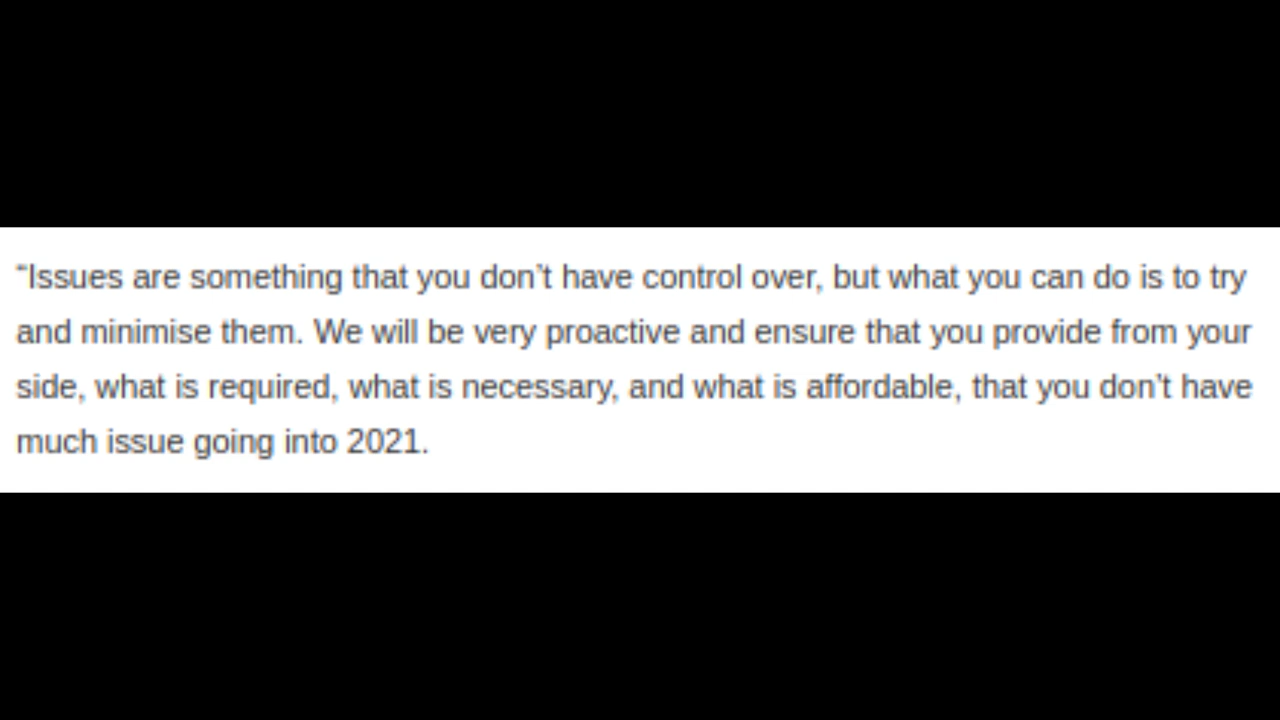 “Issues are something that you don’t have control over, but what you can do is to try
and minimise them. We will be very proactive and ensure that you provide from your
side, what is required, what is necessary, and what is affordable, that you don’t have
much issue going into 2021.